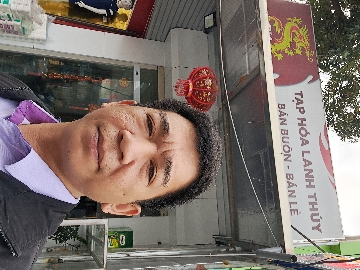 TẠP HÓA LANH THỦY
BÁN BUÔN - BÁN LẺ